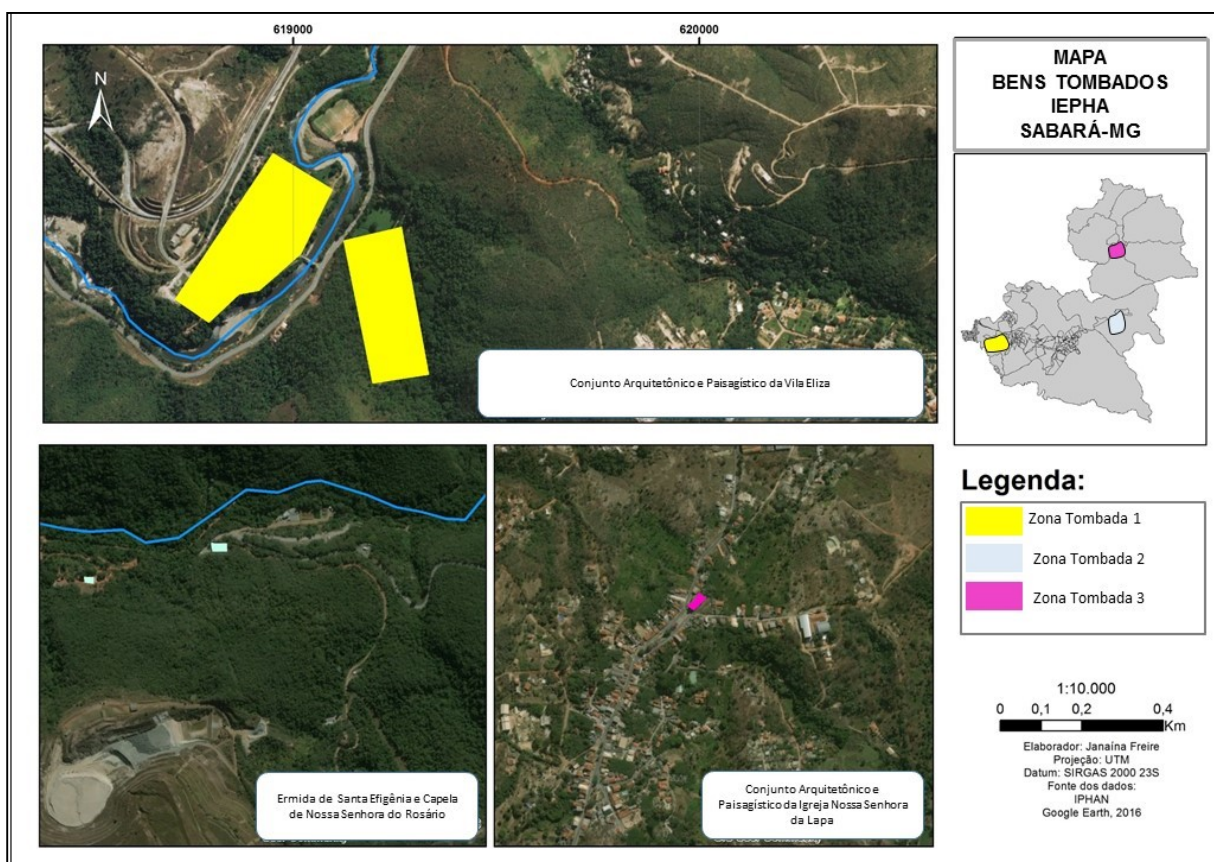 619000
620000
N
Conjunto Arquitetônico e Paisagístico da Vila Eliza
Ermida de Santa Efigênia e Capela
de Nossa Senhora do Rosário
Conjunto Arquitetônico e
Paisagístico da Igreja Nossa Senhora
da Lapa
MAPA
BENS TOMBADOS
IEPHA
SABARÁ-MG
Legenda:
Zona Tombada 1
Zona Tombada 2
Zona Tombada 3
1:10.000
0 0,1 0,2 0,4
Km
Elaborador: Janaína Freire
Projeção: UTM
Datum: SIRGAS 2000 23S
Fonte dos dados:
IPHAN
Google Earth, 2016